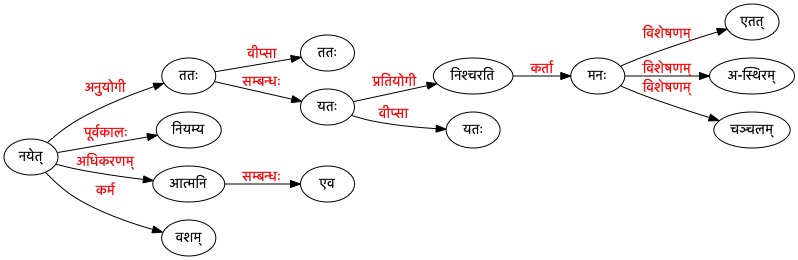 एतत्
विशेषणम्
ततः
वीप्सा
मनः
कर्ता
निश्चरति
प्रतियोगी
विशेषणम्
अ-स्थिरम्
ततः
अनुयोगी
सम्बन्धः
यतः
विशेषणम्
चञ्चलम्
वीप्सा
यतः
पूर्वकालः
नियम्य
नयेत्
अधिकरणम्
आत्मनि
सम्बन्धः
एव
कर्म
वशम्